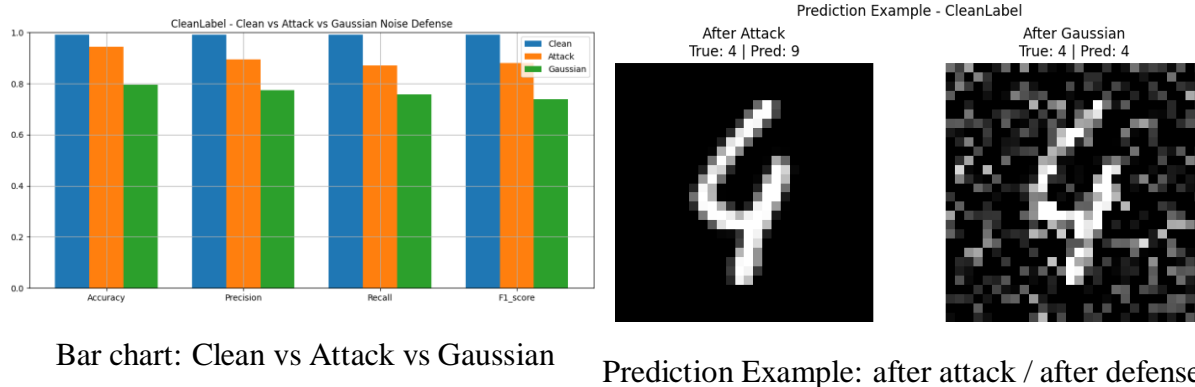 CleanLabel - Clean vs Attack vs Gaussian Noise Defense
1.0
0.8
0.6
0.4
0.2
0.0
Clean
Attack
Gaussian
Accuracy Precision Recall F1_score
Bar chart: Clean vs Attack vs Gaussian
Prediction Example - CleanLabel
After Attack
True: 4 | Pred: 9
After Gaussian
True: 4 | Pred: 4
4
4
Prediction Example: after attack / after defense